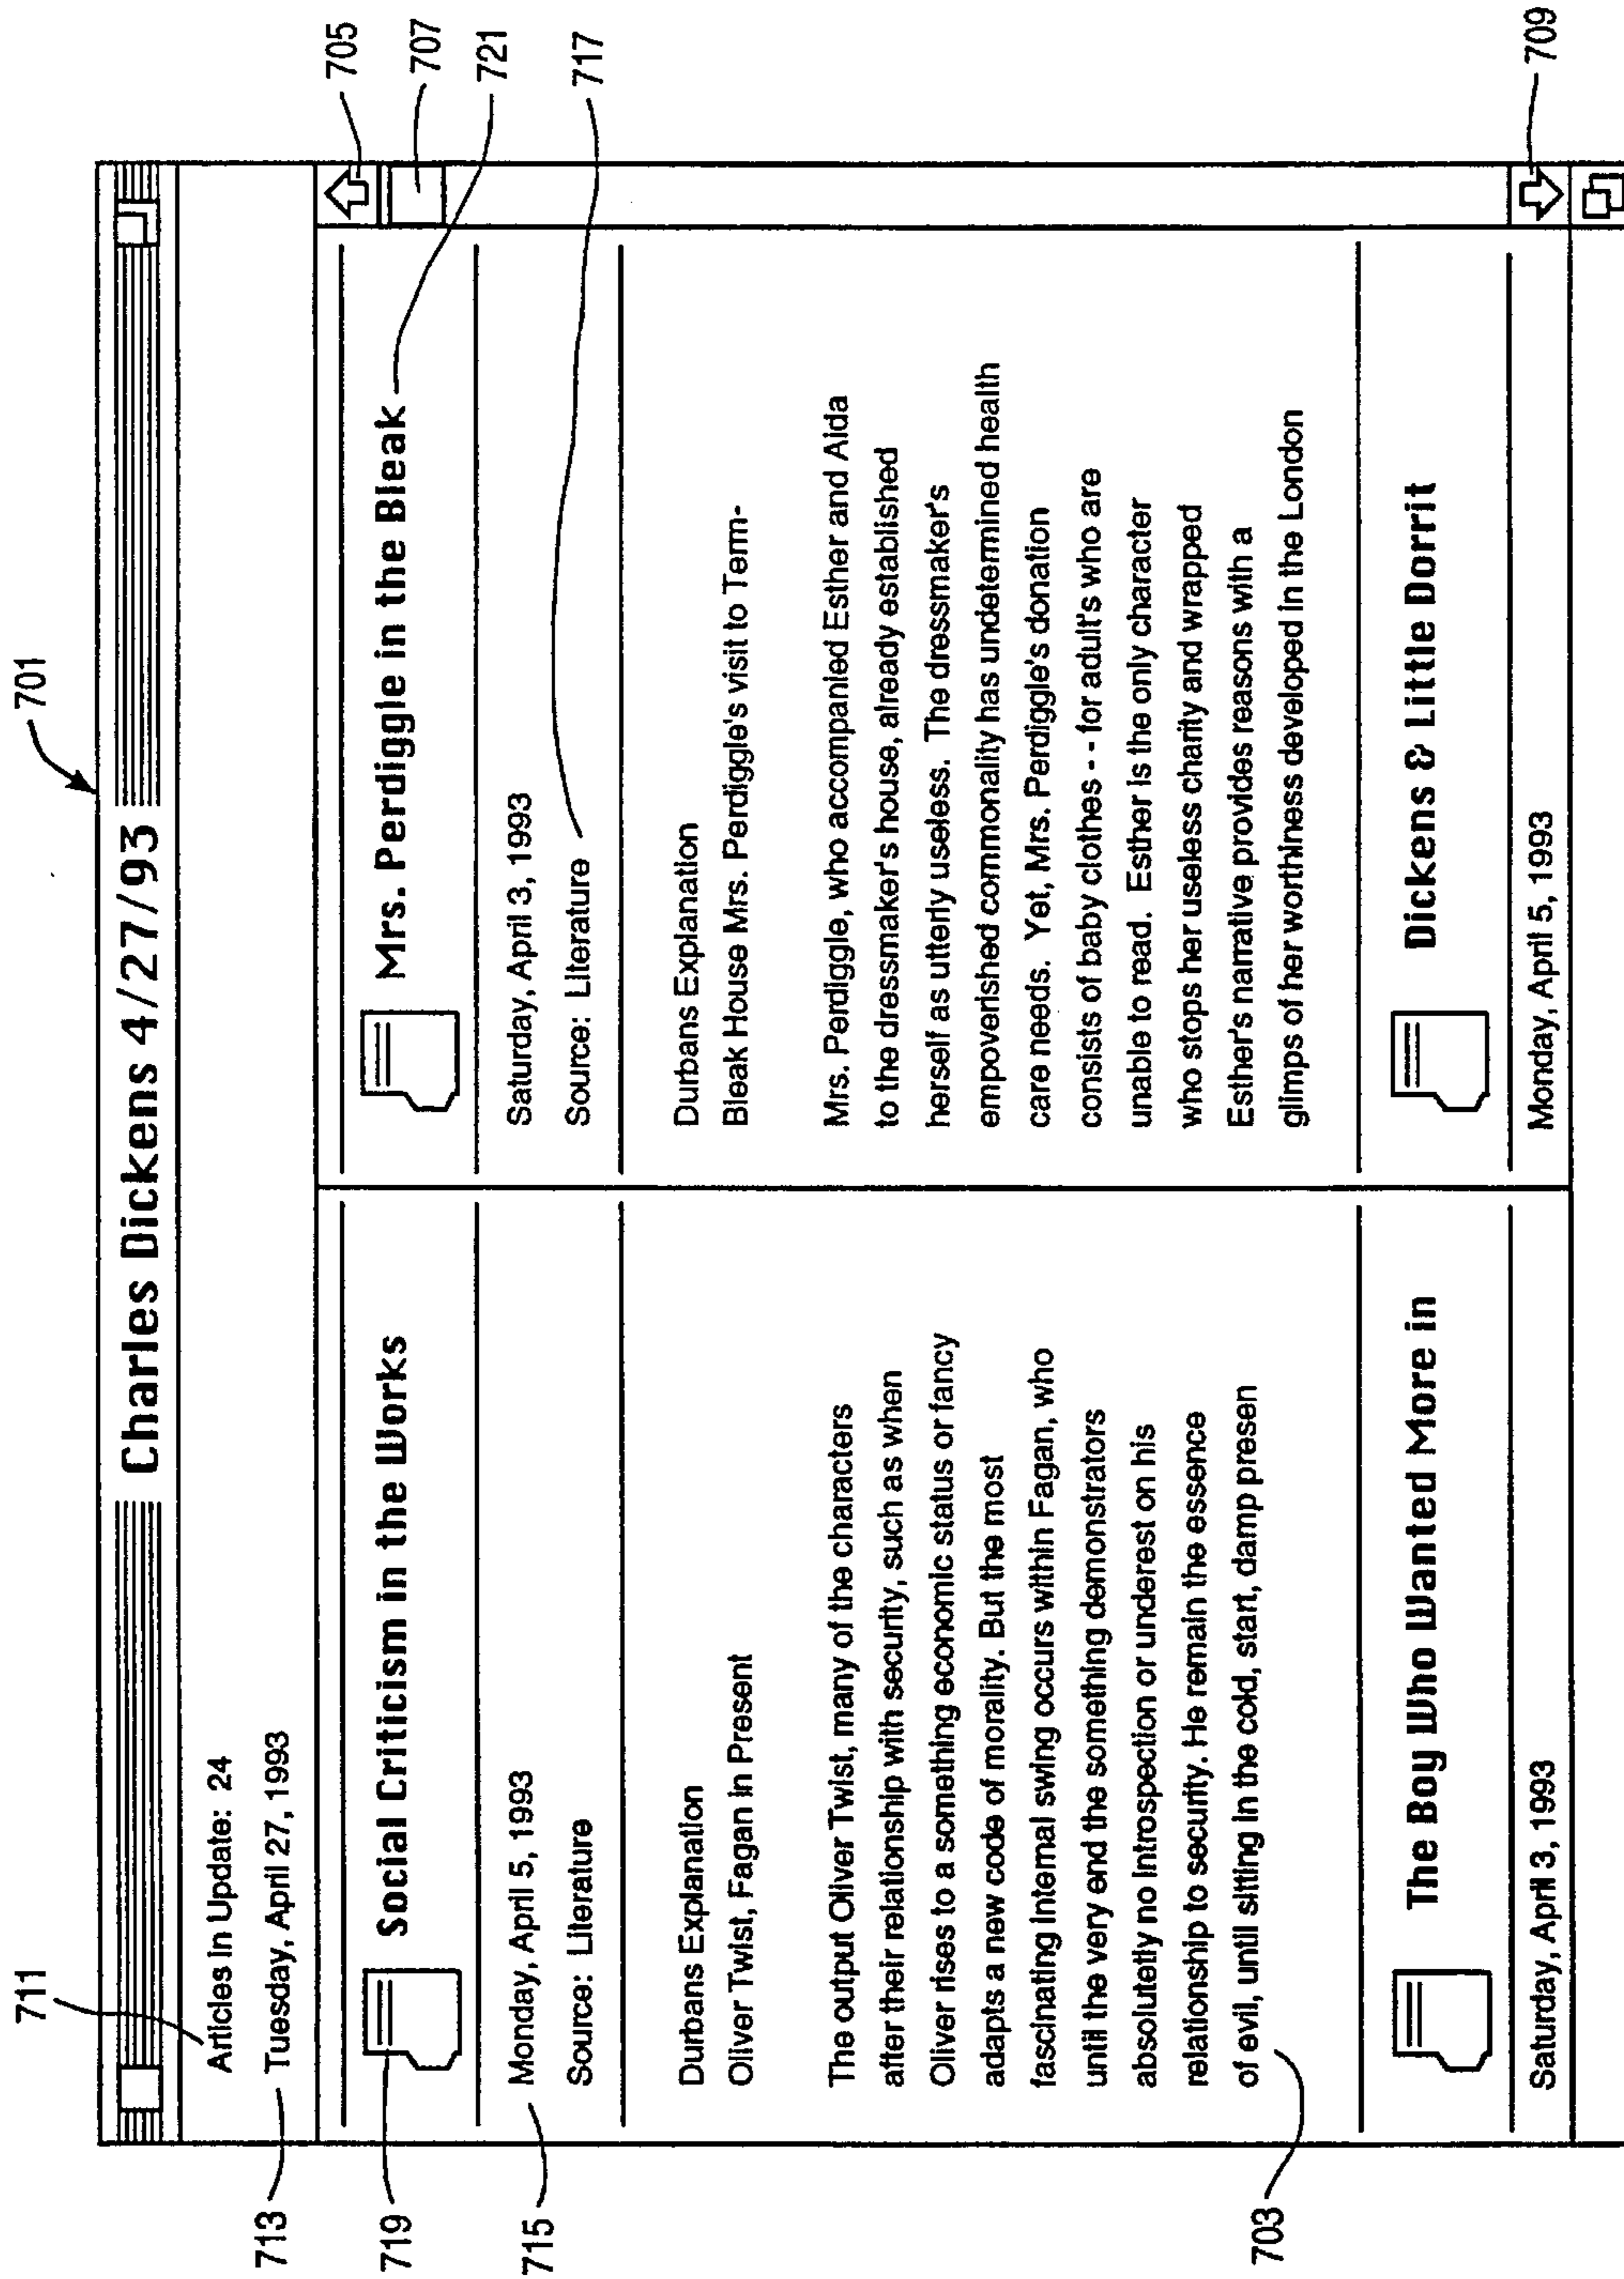 701
Charles Dickens 4/27/93
711
Articles in Update: 24
713
Tuesday, April 27, 1993
705
707
721
717
709
719
Social Criticism in the Works
715
Monday, April 5, 1993
Source: Literature
Durbans Explanation
Oliver Twist, Fagan in Present
The output Oliver Twist, many of the characters
after their relationship with security, such as when
Oliver rises to a something economic status or fancy
adapts a new code of morality. But the most
fascinating internal swing occurs within Fagan, who
until the very end the something demonstrators
absolutely no introspection or underest on his
relationship to security. He remain the essence
of evil, until sitting in the cold, start, damp presen
703
The Boy Who Wanted More in
Saturday, April 3, 1993
Mrs. Perdiggle in the Bleak
Saturday, April 3, 1993
Source: Literature
Durbans Explanation
Bleak House Mrs. Perdiggle's visit to Term-
Mrs. Perdiggle, who accompanied Esther and Aida
to the dressmaker's house, already established
herself as utterly useless. The dressmaker's
empoverished commonality has undetermined health
care needs. Yet, Mrs. Perdiggle's donation
consists of baby clothes - - for adult's who are
unable to read. Esther is the only character
who stops her useless charity and wrapped
Esther's narrative provides reasons with a
glimps of her worthiness developed in the London
Dickens & Little Dorrit
Monday, April 5, 1993